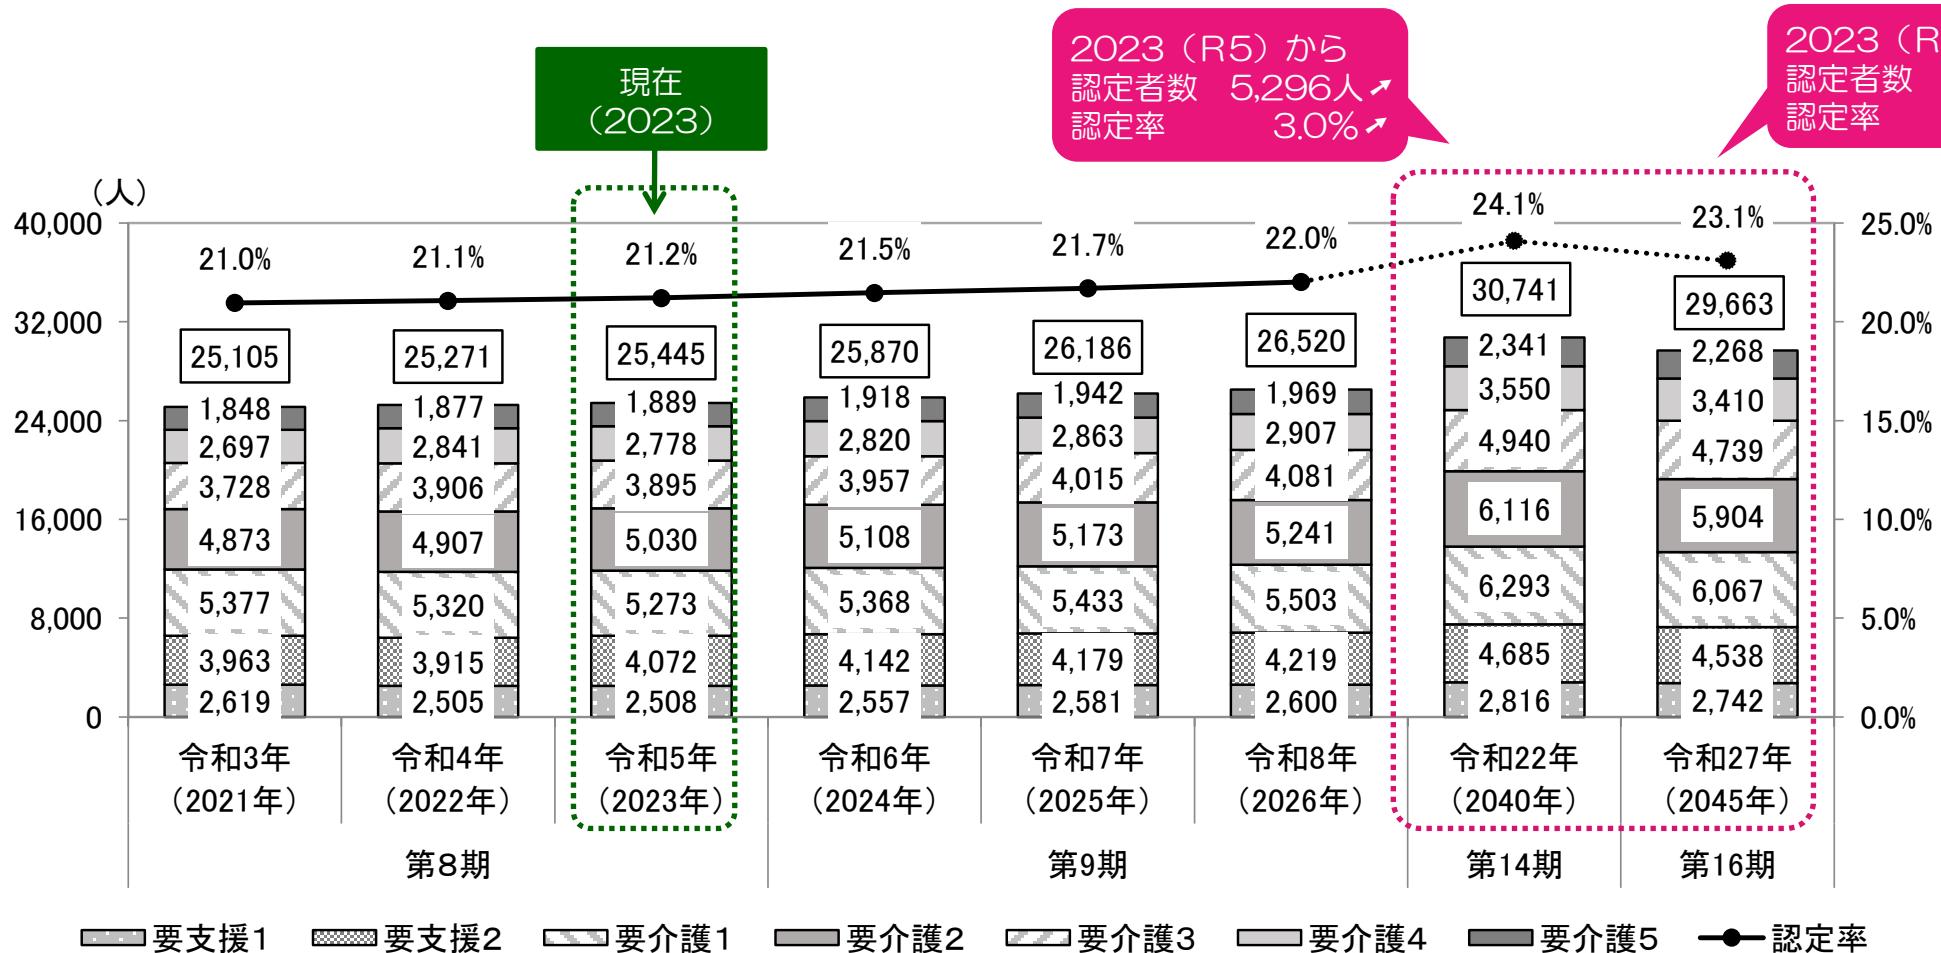 2023（R5）から
認定者数 5,296人➚
認定率 3.0%➚
2023（R
認定者数
認定率
現在
（2023）
（人）
40,000
32,000
24,000
16,000
8,000
0
25.0%
20.0%
15.0%
10.0%
5.0%
0.0%
21.0% 21.1% 21.2% 21.5% 21.7% 22.0% 24.1% 23.1%
25,105 25,271 25,445 25,870 26,186 26,520 30,741 29,663
1,848 1,877 1,889 1,918 1,942 1,969 2,341 2,268
2,697 2,841 2,778 2,820 2,863 2,907 3,550 3,410
3,728 3,906 3,895 3,957 4,015 4,081 4,940 4,739
4,873 4,907 5,030 5,108 5,173 5,241 6,116 5,904
5,377 5,320 5,273 5,368 5,433 5,503 6,293 6,067
3,963 3,915 4,072 4,142 4,179 4,219 4,685 4,538
2,619 2,505 2,508 2,557 2,581 2,600 2,816 2,742
令和3年 令和4年 令和5年 令和6年 令和7年 令和8年 令和22年 令和27年
（2021年） （2022年） （2023年） （2024年） （2025年） （2026年） （2040年） （2045年）
第8期 第9期 第14期 第16期
要支援1 要支援2 要介護1 要介護2 要介護3 要介護4 要介護5 認定率